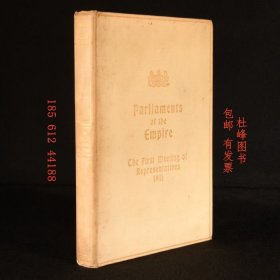 Parliaments
of the
Empire
The First Meeting of
Representatives
1911
185 612 44188
杜峰图书
包邮 有发票